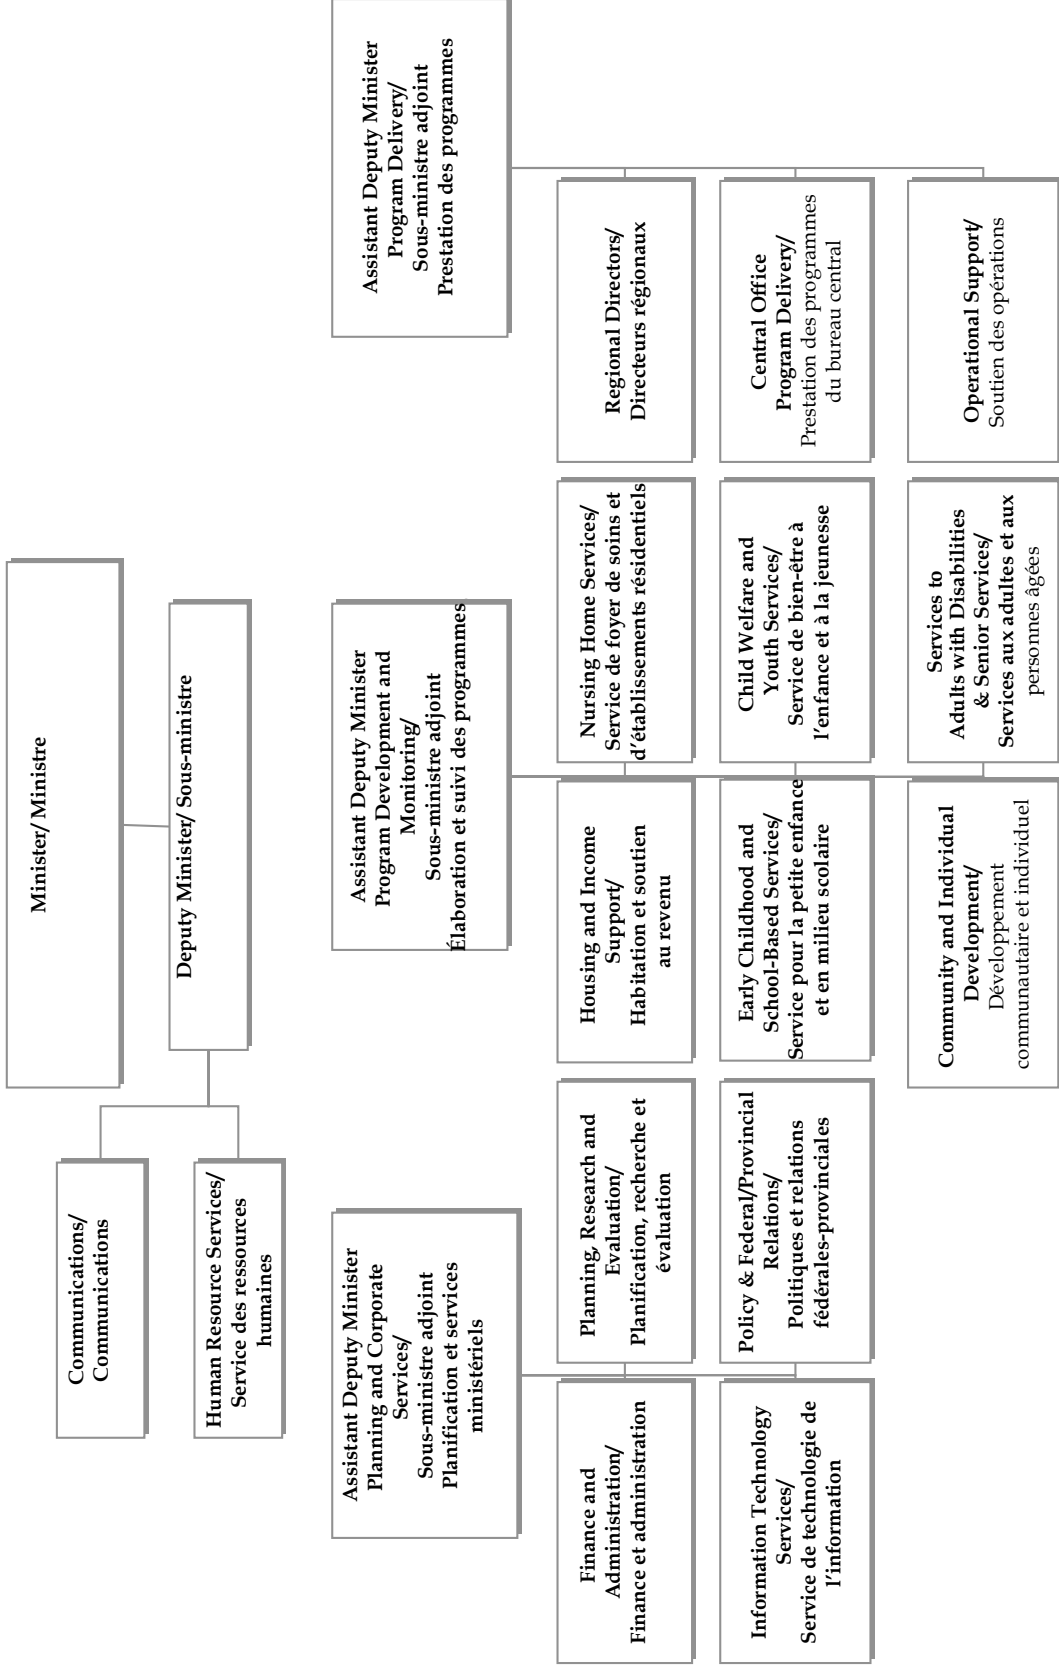 Minister/ Ministre
Deputy Minister/ Sous-ministre
Communications/
Communications
Human Resource Services/
Service des ressources
humaines
Assistant Deputy Minister
Planning and Corporate
Services/
Sous-ministre adjoint
Planification et services
ministériels
Assistant Deputy Minister
Program Development and
Monitoring/
Sous-ministre adjoint
Élaboration et suivi des programmes
Assistant Deputy Minister
Program Delivery/
Sous-ministre adjoint
Prestation des programmes
Finance and
Administration/
Finance et administration
Planning, Research and
Evaluation/
Planification, recherche et
évaluation
Housing and Income
Support/
Habitation et soutien
au revenu
Nursing Home Services/
Service de foyer de soins et
d'établissements résidentiels
Regional Directors/
Directeurs régionaux
Information Technology
Services/
Service de technologie de
l'information
Policy & Federal/Provincial
Relations/
Politiques et relations
fédérales-provinciales
Early Childhood and
School-Based Services/
Service pour la petite enfance
et en milieu scolaire
Child Welfare and
Youth Services/
Service de bien-être à
l'enfance et à la jeunesse
Central Office
Program Delivery/
Prestation des programmes
du bureau central
Community and Individual
Development/
Développement
communautaire et individuel
Services to
Adults with Disabilities
& Senior Services/
Services aux adultes et aux
personnes âgées
Operational Support/
Soutien des opérations